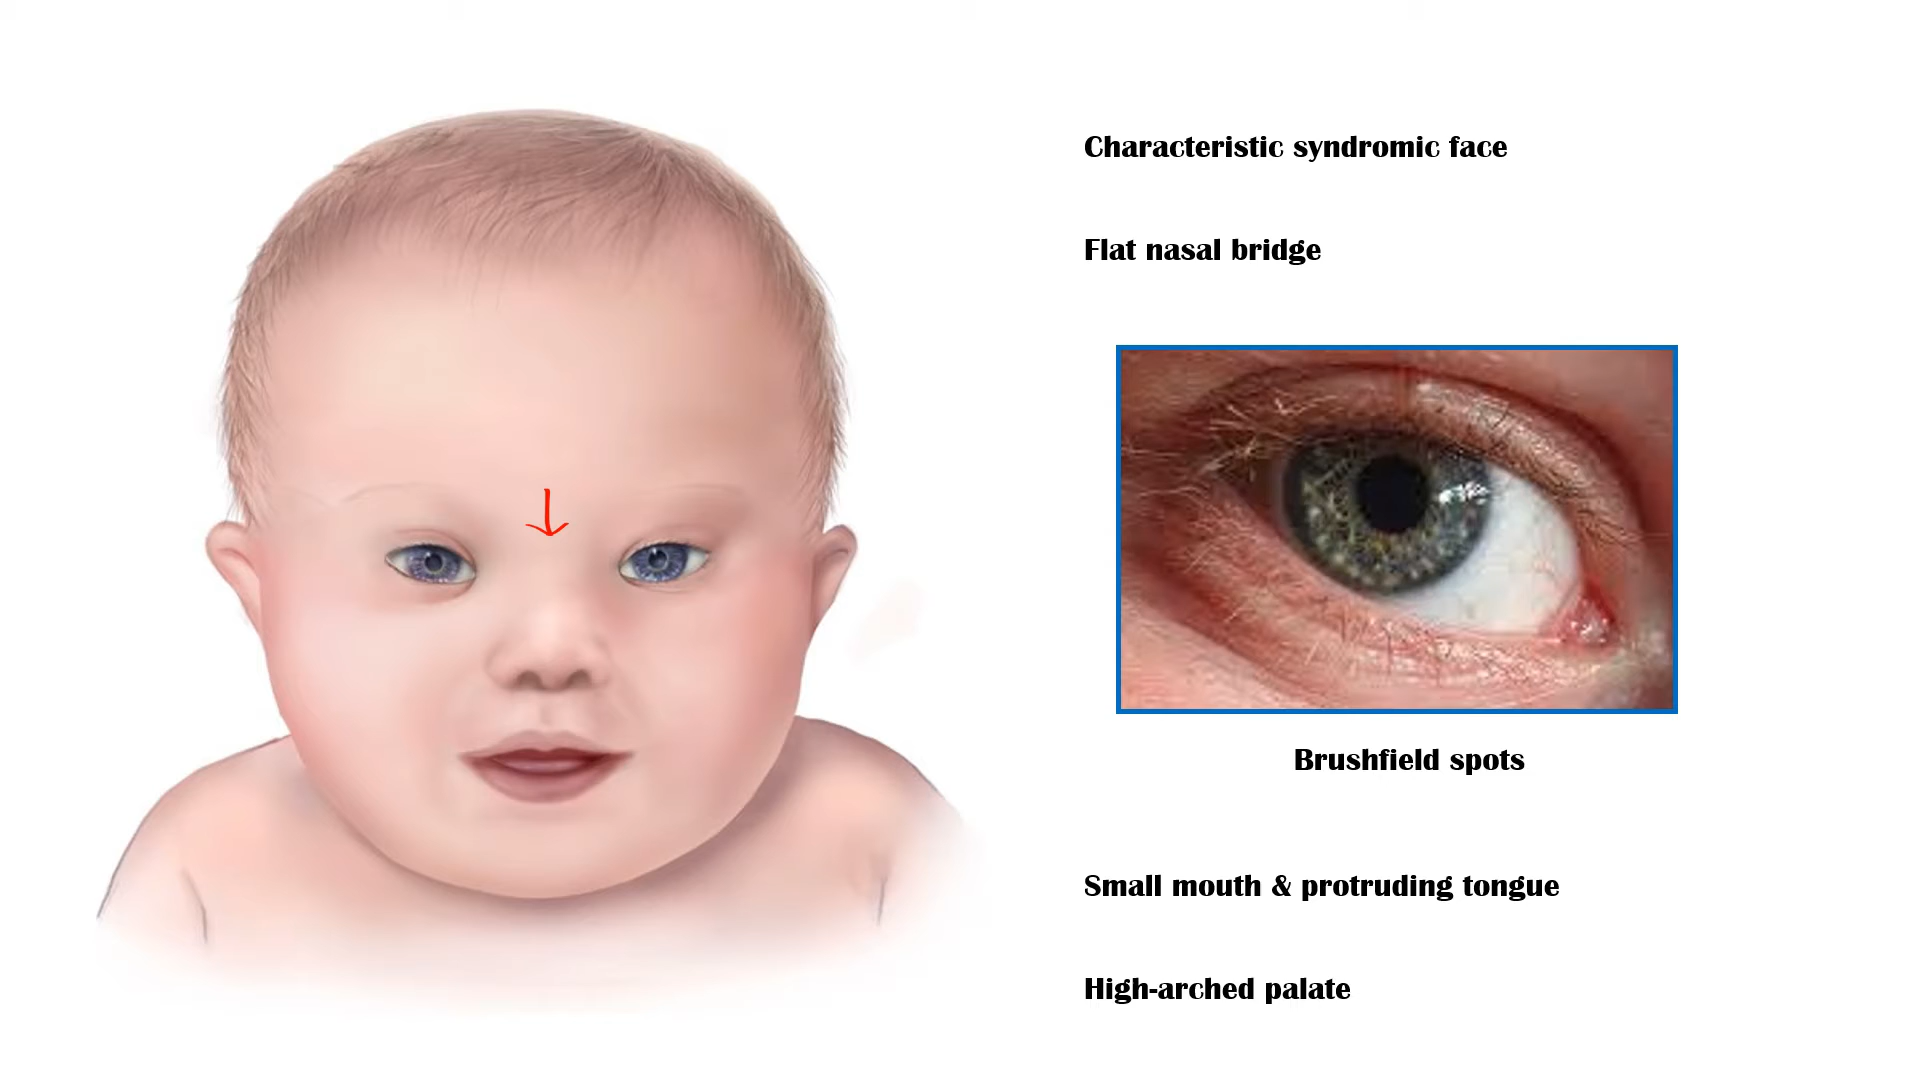 Characteristic syndromic face
Flat nasal bridge
Brushfield spots
Small mouth & protruding tongue
High-arched palate